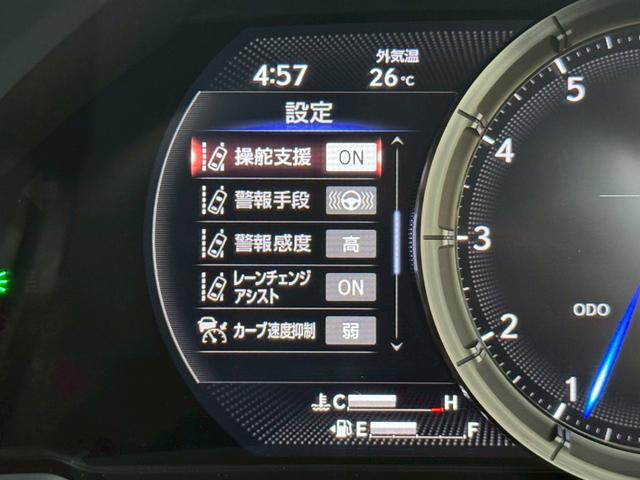 外気温
4:57
26℃
設定
操舵支援 ON
警報手段
警報感度 高
レーンチェンジ
アシスト ON
カーブ速度抑制 弱
C H
E F
5
4
3
2
1
ODO